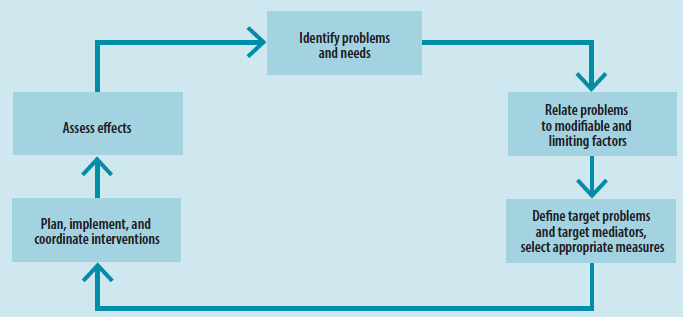 Identify problems
and needs
Relate problems
to modifiable and
limiting factors
Define target problems
and target mediators,
select appropriate measures
Plan, implement, and
coordinate interventions
Assess effects